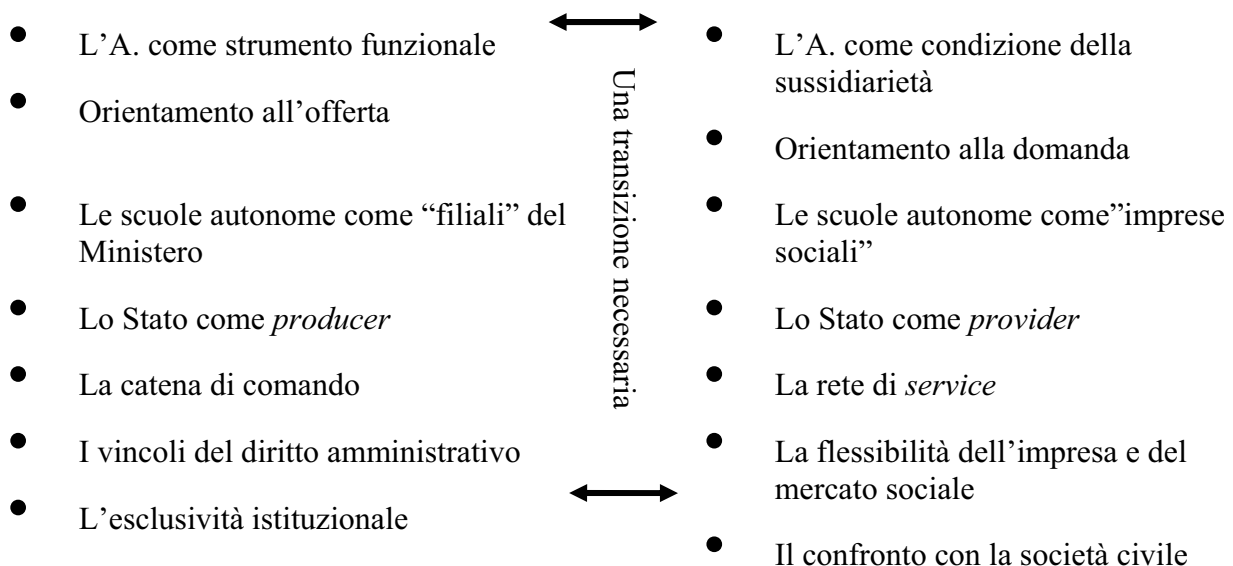 • L’A. come strumento funzionale
• Orientamento all’offerta
• Le scuole autonome come “filiali” del
Ministero
• Lo Stato come producer
• La catena di comando
• I vincoli del diritto amministrativo
• L’esclusività istituzionale
Una transizione necessaria
• L’A. come condizione della
sussidiarietà
• Orientamento alla domanda
• Le scuole autonome come”imprese
sociali”
• Lo Stato come provider
• La rete di service
• La flessibilità dell’impresa e del
mercato sociale
• Il confronto con la società civile